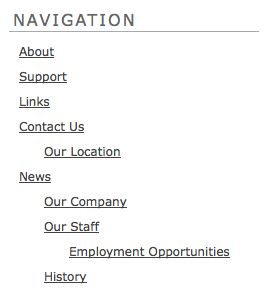 NAVIGATION
About
Support
Links
Contact Us
Our Location
News
Our Company
Our Staff
Employment Opportunities
History